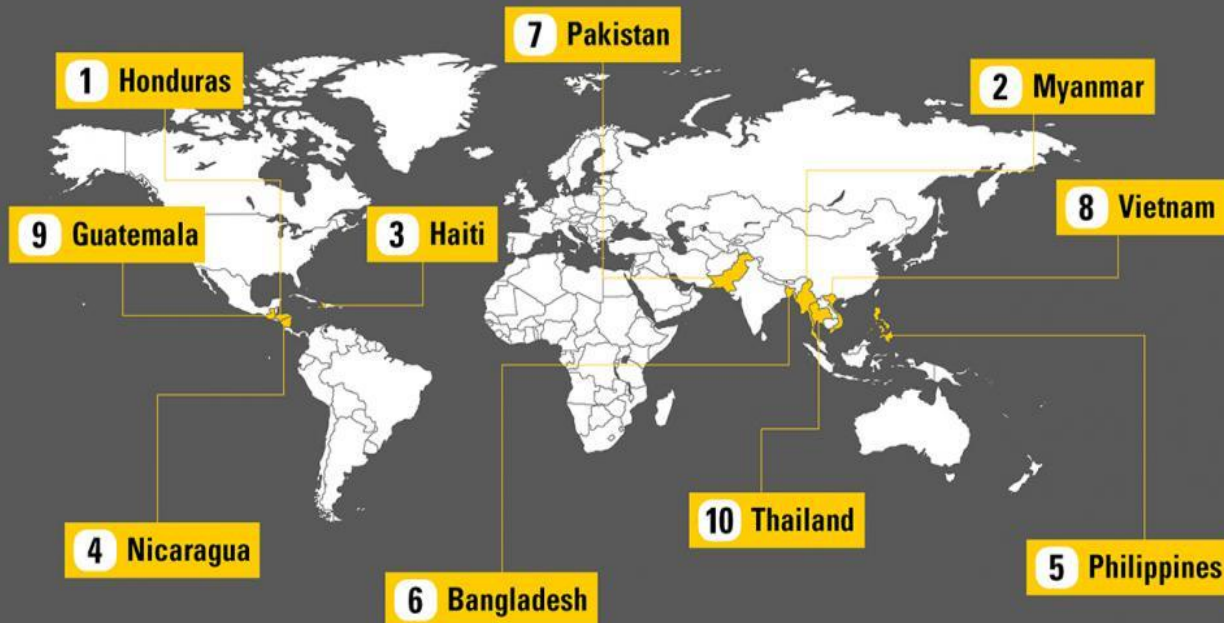 7 Pakistan
1 Honduras
2 Myanmar
8 Vietnam
9 Guatemala
3 Haiti
10 Thailand
4 Nicaragua
5 Philippines
6 Bangladesh